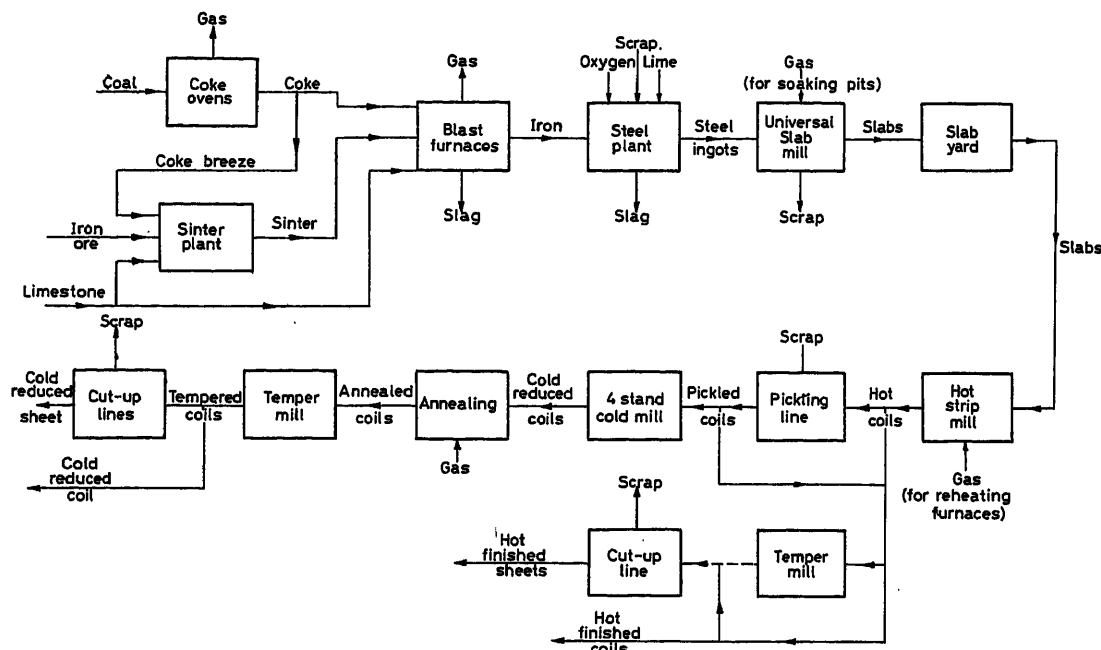 Gas
Coal
Coke
ovens
Coke
Coke breeze
Iron
ore
Sinter
plant
Sinter
Limestone
Gas
Blast
furnaces
Slag
Iron
Scrap.
Oxygen Lime
Steel
plant
Slag
Steel
ingots
Gas
(for soaking pits)
Universal
Slab
mill
Scrap
Slabs
Slab
yard
Slabs
Scrap
Cold
reduced
sheet
Cut-up
lines
Tempered
coils
Temper
mill
Annealed
coils
Annealing
Gas
Cold
reduced
coils
4 stand
cold mill
Pickled
coils
Scrap
Pickling
line
Hot
coils
Hot
strip
mill
Gas
(for reheating
furnaces)
Cold
reduced
coil
Scrap
Hot
finished
sheets
Cut-up
line
Temper
mill
Hot
finished
coils